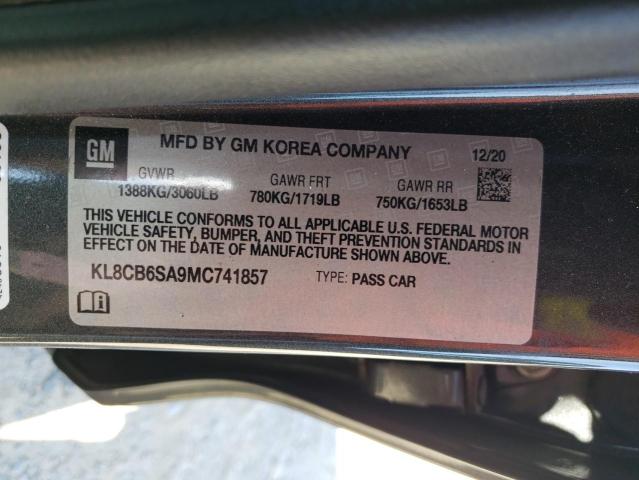 GM
MFD BY GM KOREA COMPANY 12/20
GVWR GAWR FRT GAWR RR
1388KG/3060LB 780KG/1719LB 750KG/1653LB
THIS VEHICLE CONFORMS TO ALL APPLICABLE U.S. FEDERAL MOTOR
VEHICLE SAFETY, BUMPER, AND THEFT PREVENTION STANDARDS IN
EFFECT ON THE DATE OF MANUFACTURE SHOWN ABOVE.
KL8CB6SA9MC741857 TYPE: PASS CAR